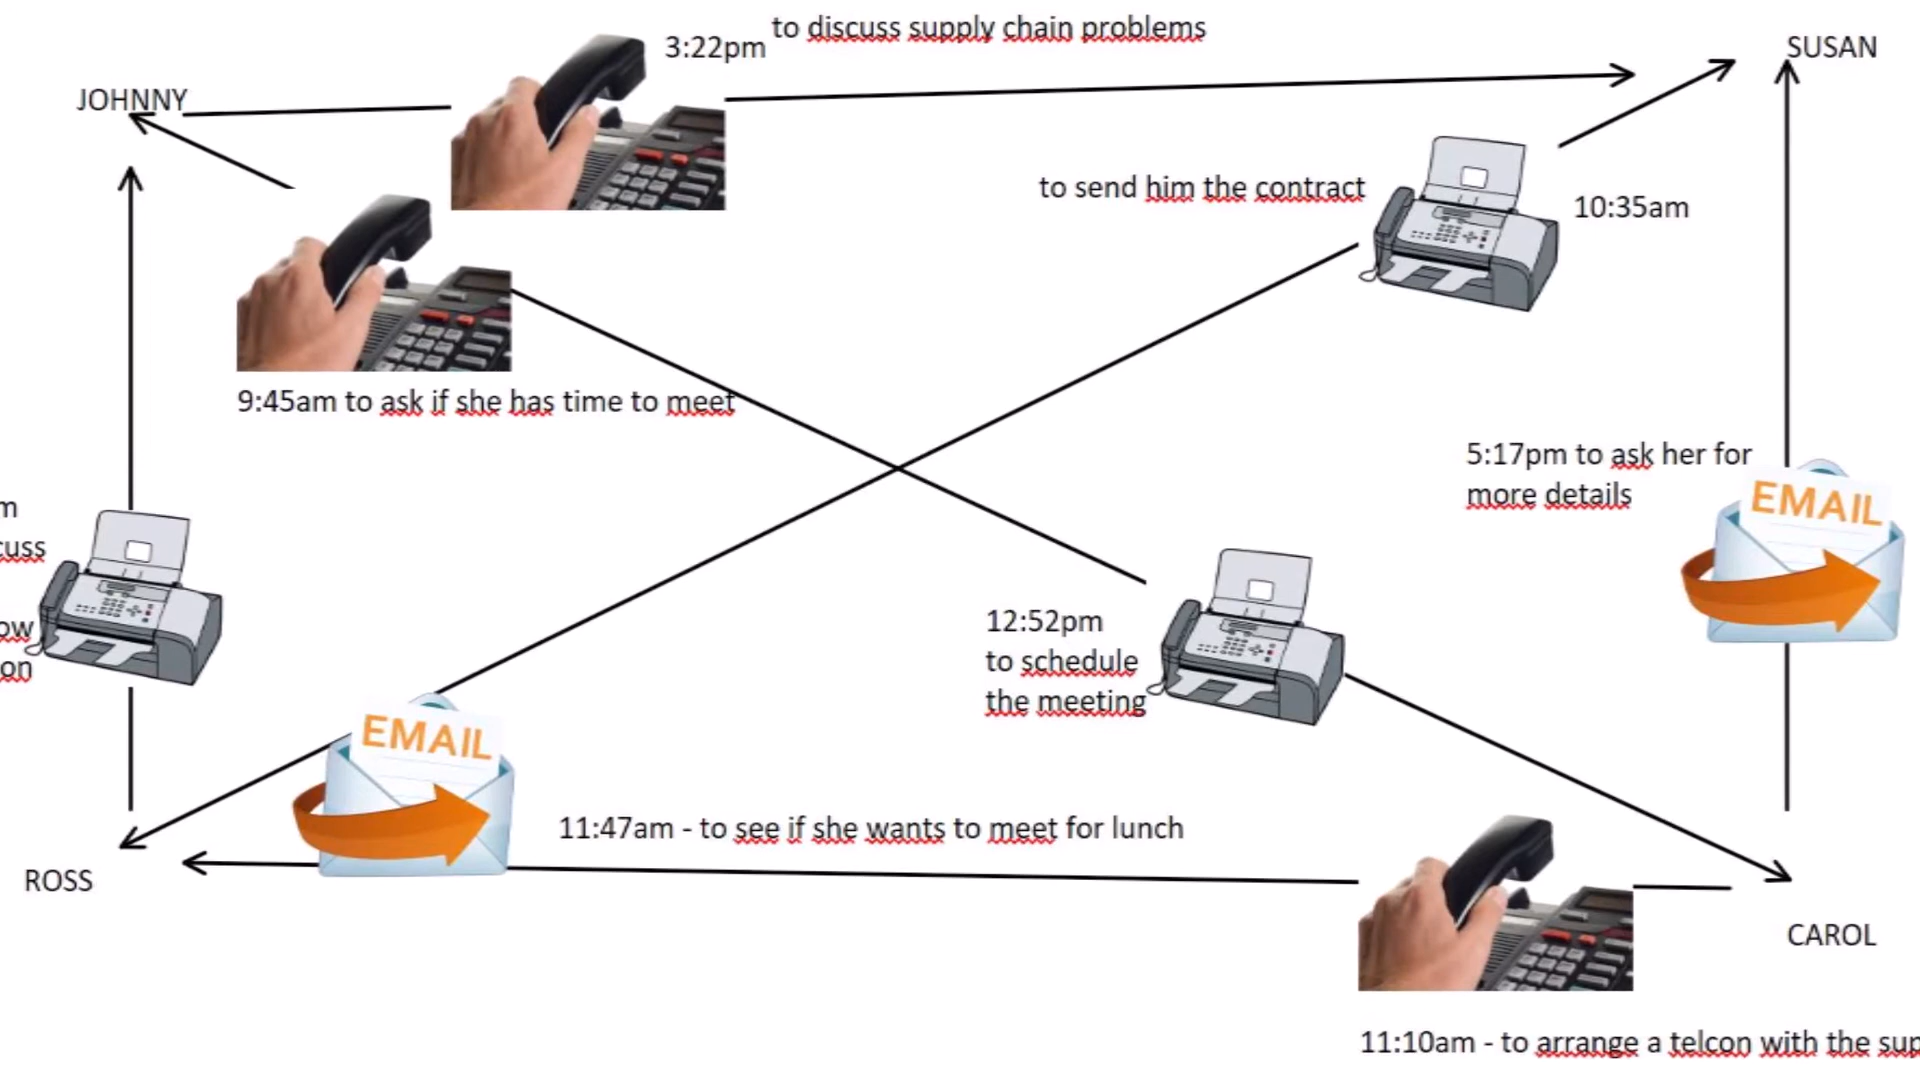 to discuss supply chain problems
3:22pm
SUSAN
JOHNNY
to send him the contract
10:35am
9:45am to ask if she has time to meet
5:17pm to ask her for
more details
EMAIL
12:52pm
to schedule
the meeting
EMAIL
11:47am - to see if she wants to meet for lunch
ROSS
CAROL
11:10am - to arrange a telcon with the sup